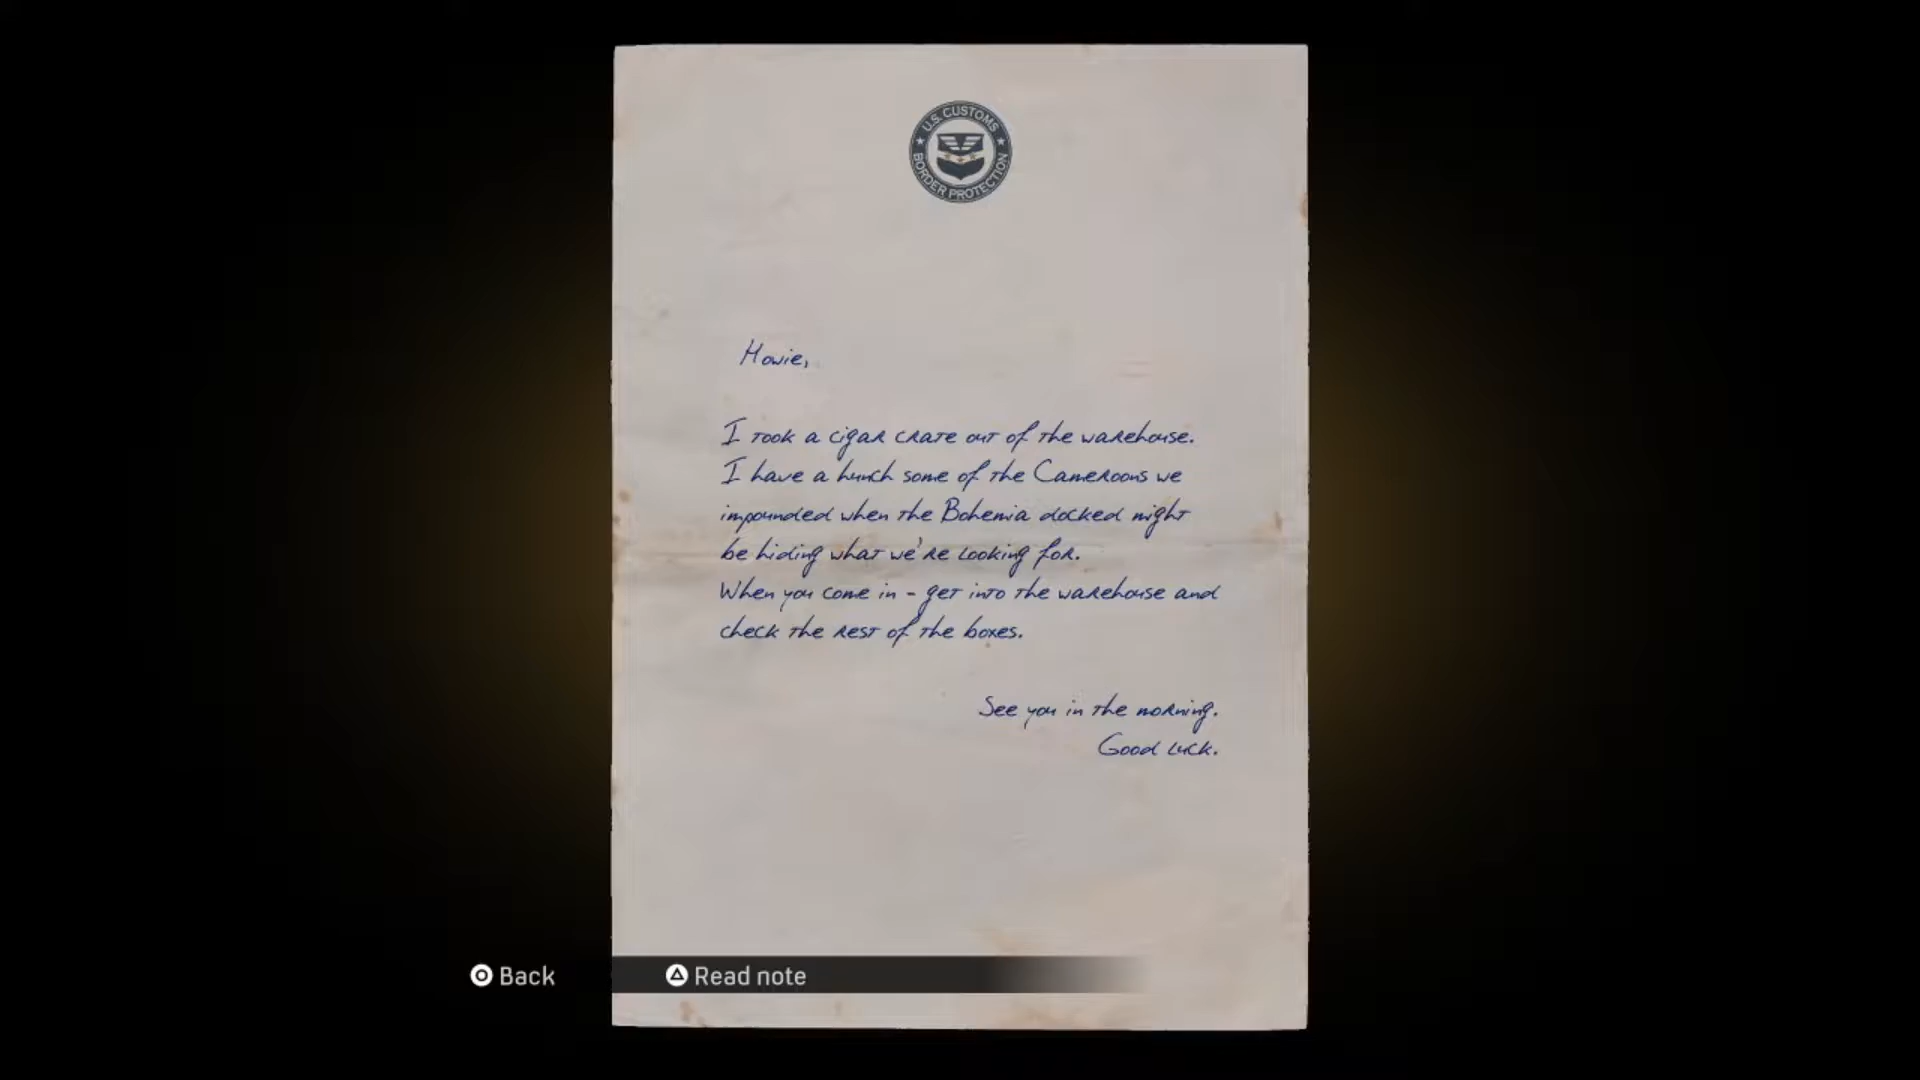 U.S. CUSTOMS
BORDER PROTECTION
Howie,
I took a cigar crate out of the warehouse.
I have a hunch some of the Cameroons we
impounded when the Bohemia docked might
be hiding what we're looking for.
When you come in - get into the warehouse and
check the rest of the boxes.
See you in the morning.
Good luck.
Back
Read note